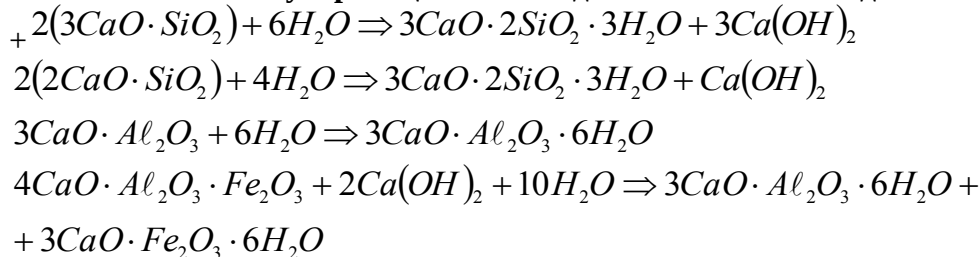 + 2(3CaO·SiO₂) + 6H₂O ⇒ 3CaO·2SiO₂·3H₂O + 3Ca(OH)₂
2(2CaO·SiO₂) + 4H₂O ⇒ 3CaO·2SiO₂·3H₂O + Ca(OH)₂
3CaO·Aℓ₂O₃ + 6H₂O ⇒ 3CaO·Aℓ₂O₃·6H₂O
4CaO·Aℓ₂O₃·Fe₂O₃ + 2Ca(OH)₂ + 10H₂O ⇒ 3CaO·Aℓ₂O₃·6H₂O +
+ 3CaO·Fe₂O₃·6H₂O